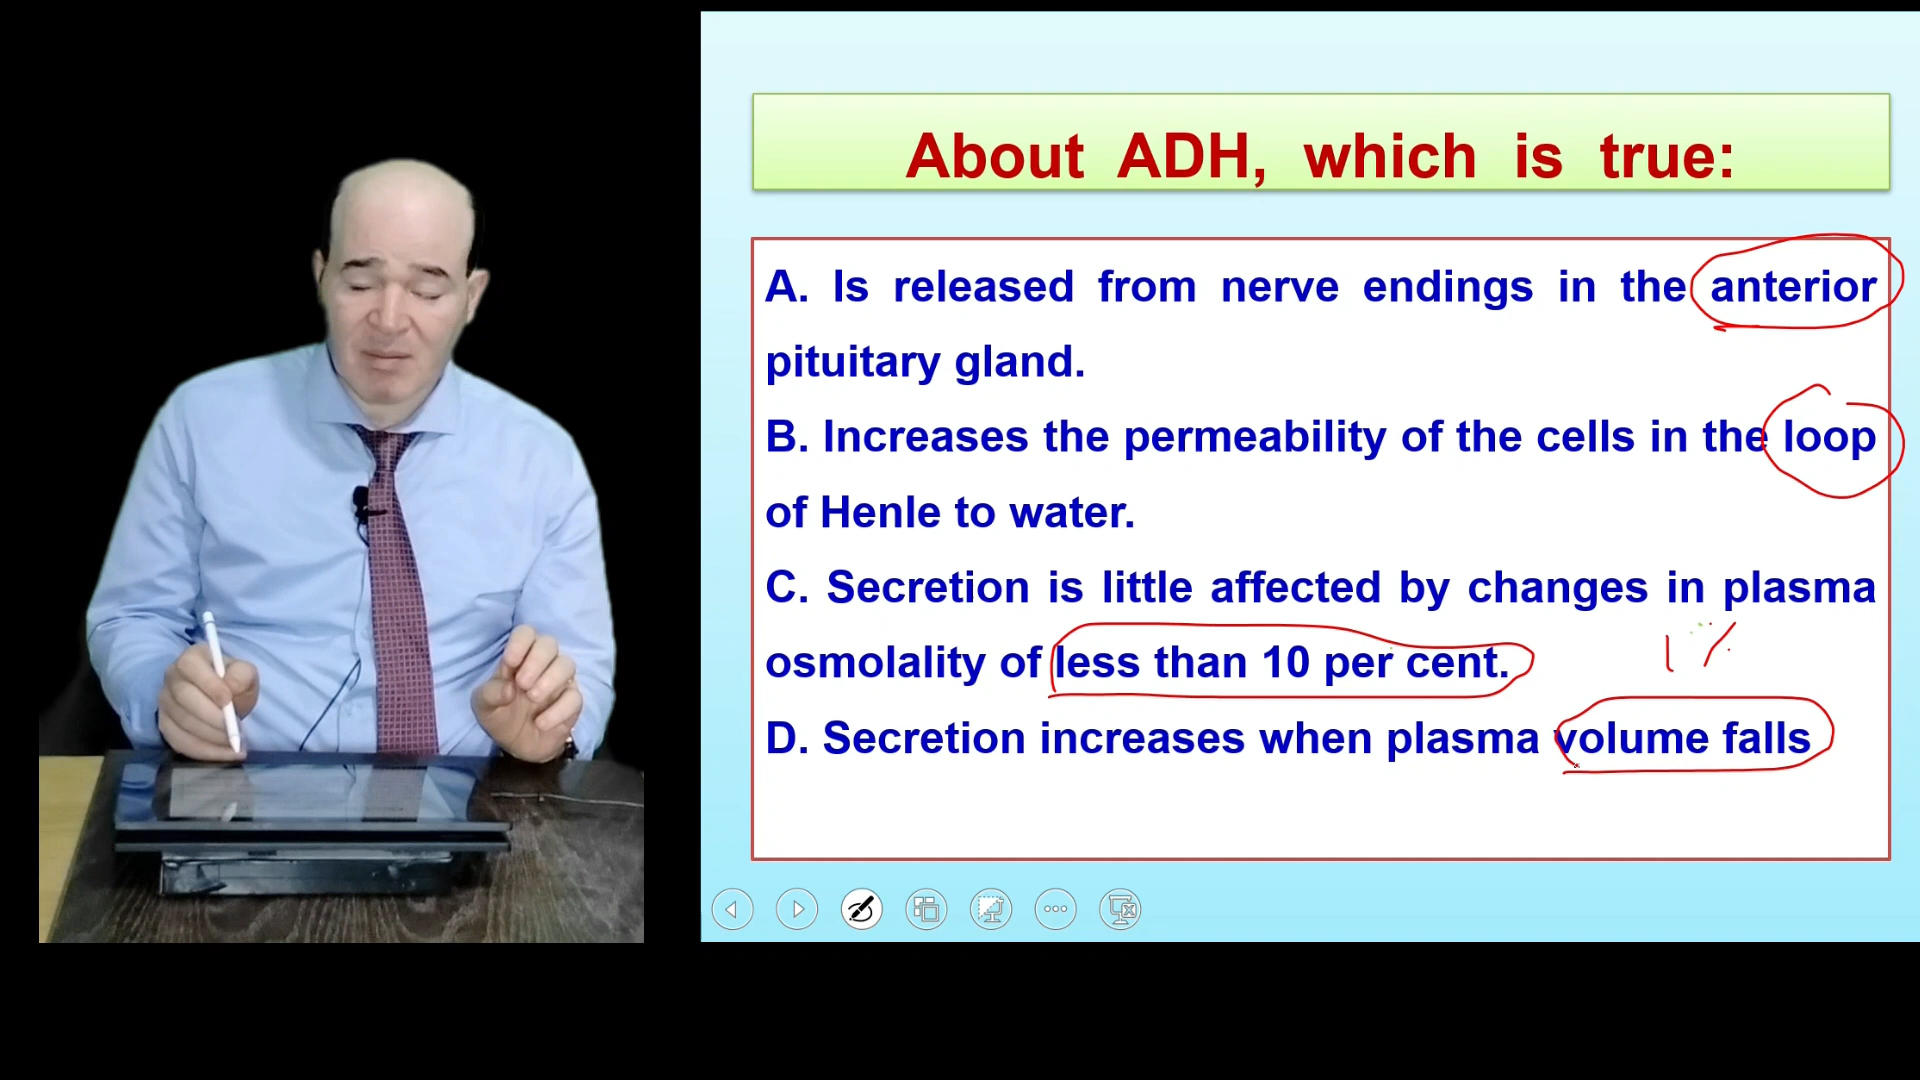 About ADH, which is true:
A. Is released from nerve endings in the anterior
pituitary gland.
B. Increases the permeability of the cells in the loop
of Henle to water.
C. Secretion is little affected by changes in plasma
osmolality of less than 10 per cent.
1 %
D. Secretion increases when plasma volume falls